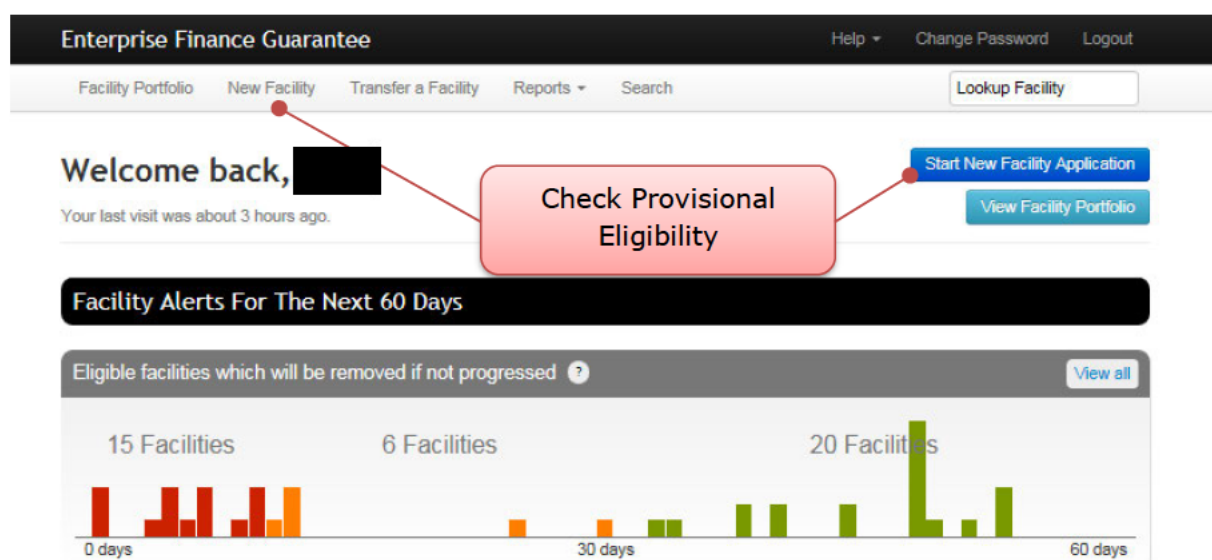 Enterprise Finance Guarantee Help Change Password Logout
Facility Portfolio New Facility Transfer a Facility Reports Search Lookup Facility
Welcome back,
Start New Facility Application
Check Provisional
Eligibility
View Facility Portfolio
Your last visit was about 3 hours ago.
Facility Alerts For The Next 60 Days
Eligible facilities which will be removed if not progressed ? View all
15 Facilities 6 Facilities 20 Facilities
0 days 30 days 60 days